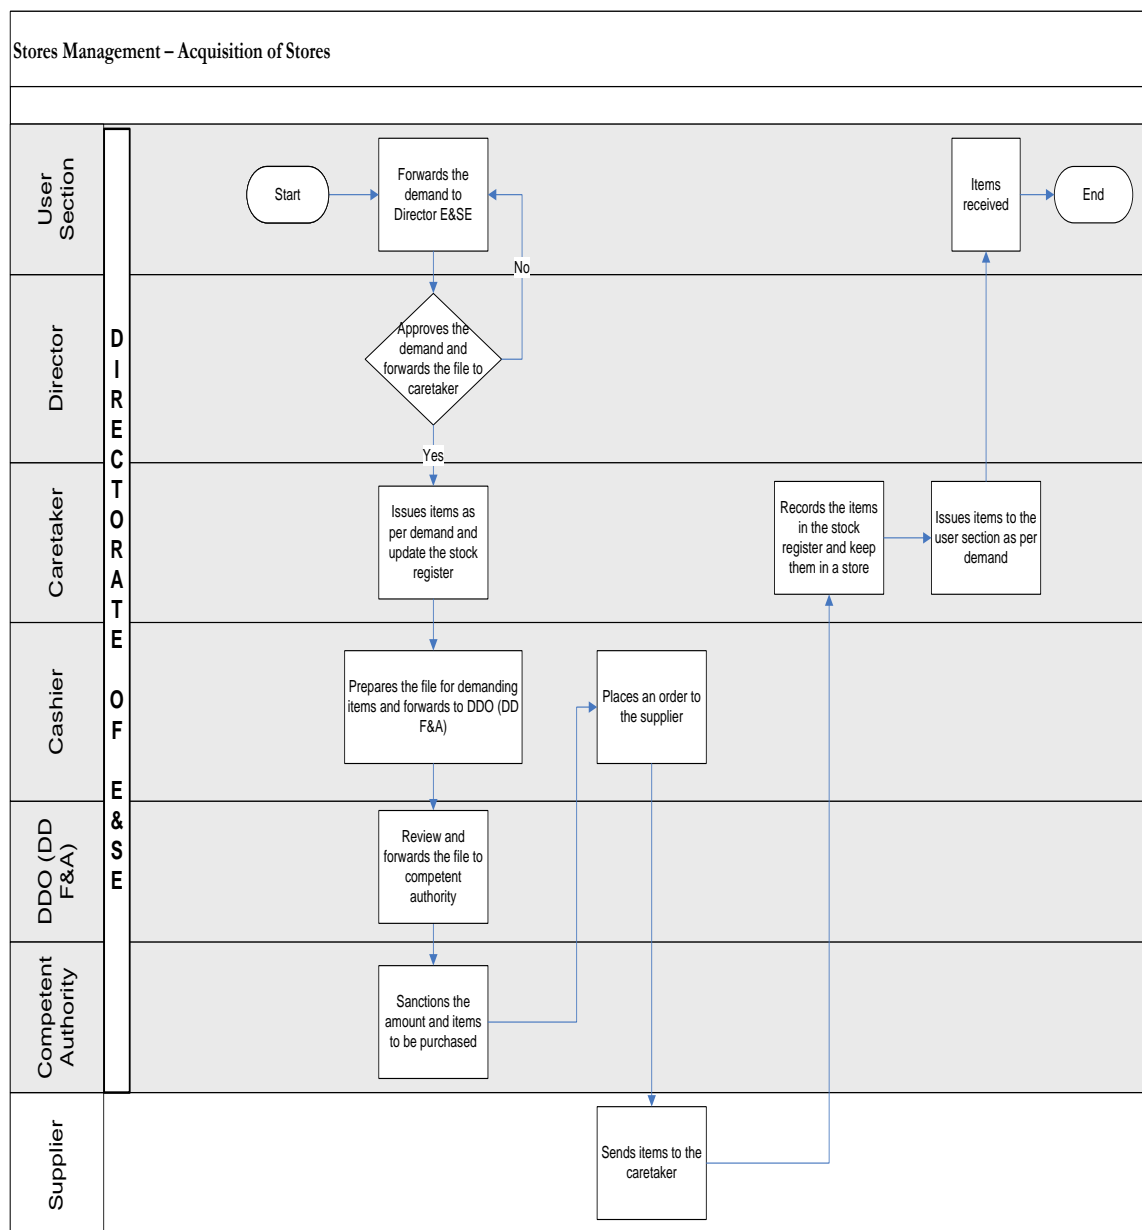 Stores Management – Acquisition of Stores
User
Section
Start
Forwards the
demand to
Director E&SE
Items
received
End
No
Director
Approves the
demand and
forwards the file to
caretaker
Yes
DIRECTORATE OF E&SE
Caretaker
Issues items as
per demand and
update the stock
register
Records the items
in the stock
register and keep
them in a store
Issues items to the
user section as per
demand
Cashier
Prepares the file for demanding
items and forwards to DDO (DD
F&A)
Places an order to
the supplier
DDO (DD
F&A)
Review and
forwards the file to
competent
authority
Competent
Authority
Sanctions the
amount and items
to be purchased
Supplier
Sends items to the
caretaker